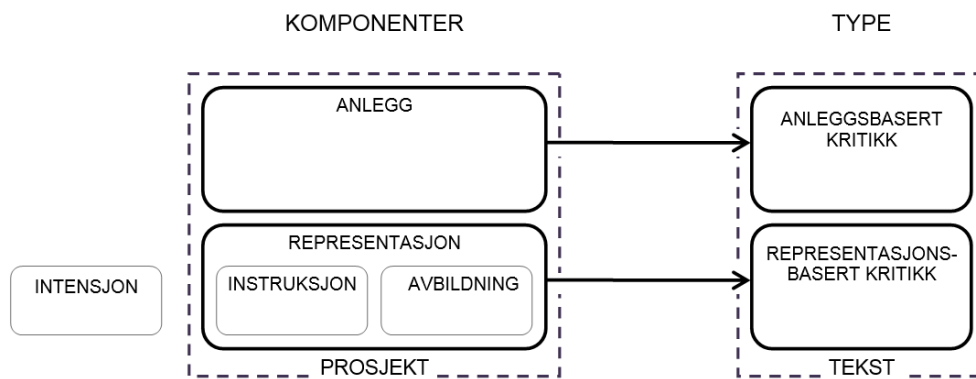 KOMPONENTER
TYPE
ANLEGG
ANLEGGSBASERT
KRITIKK
REPRESENTASJON
INSTRUKSJON
AVBILDNING
REPRESENTASJONS-
BASERT KRITIKK
INTENSJON
PROSJEKT
TEKST